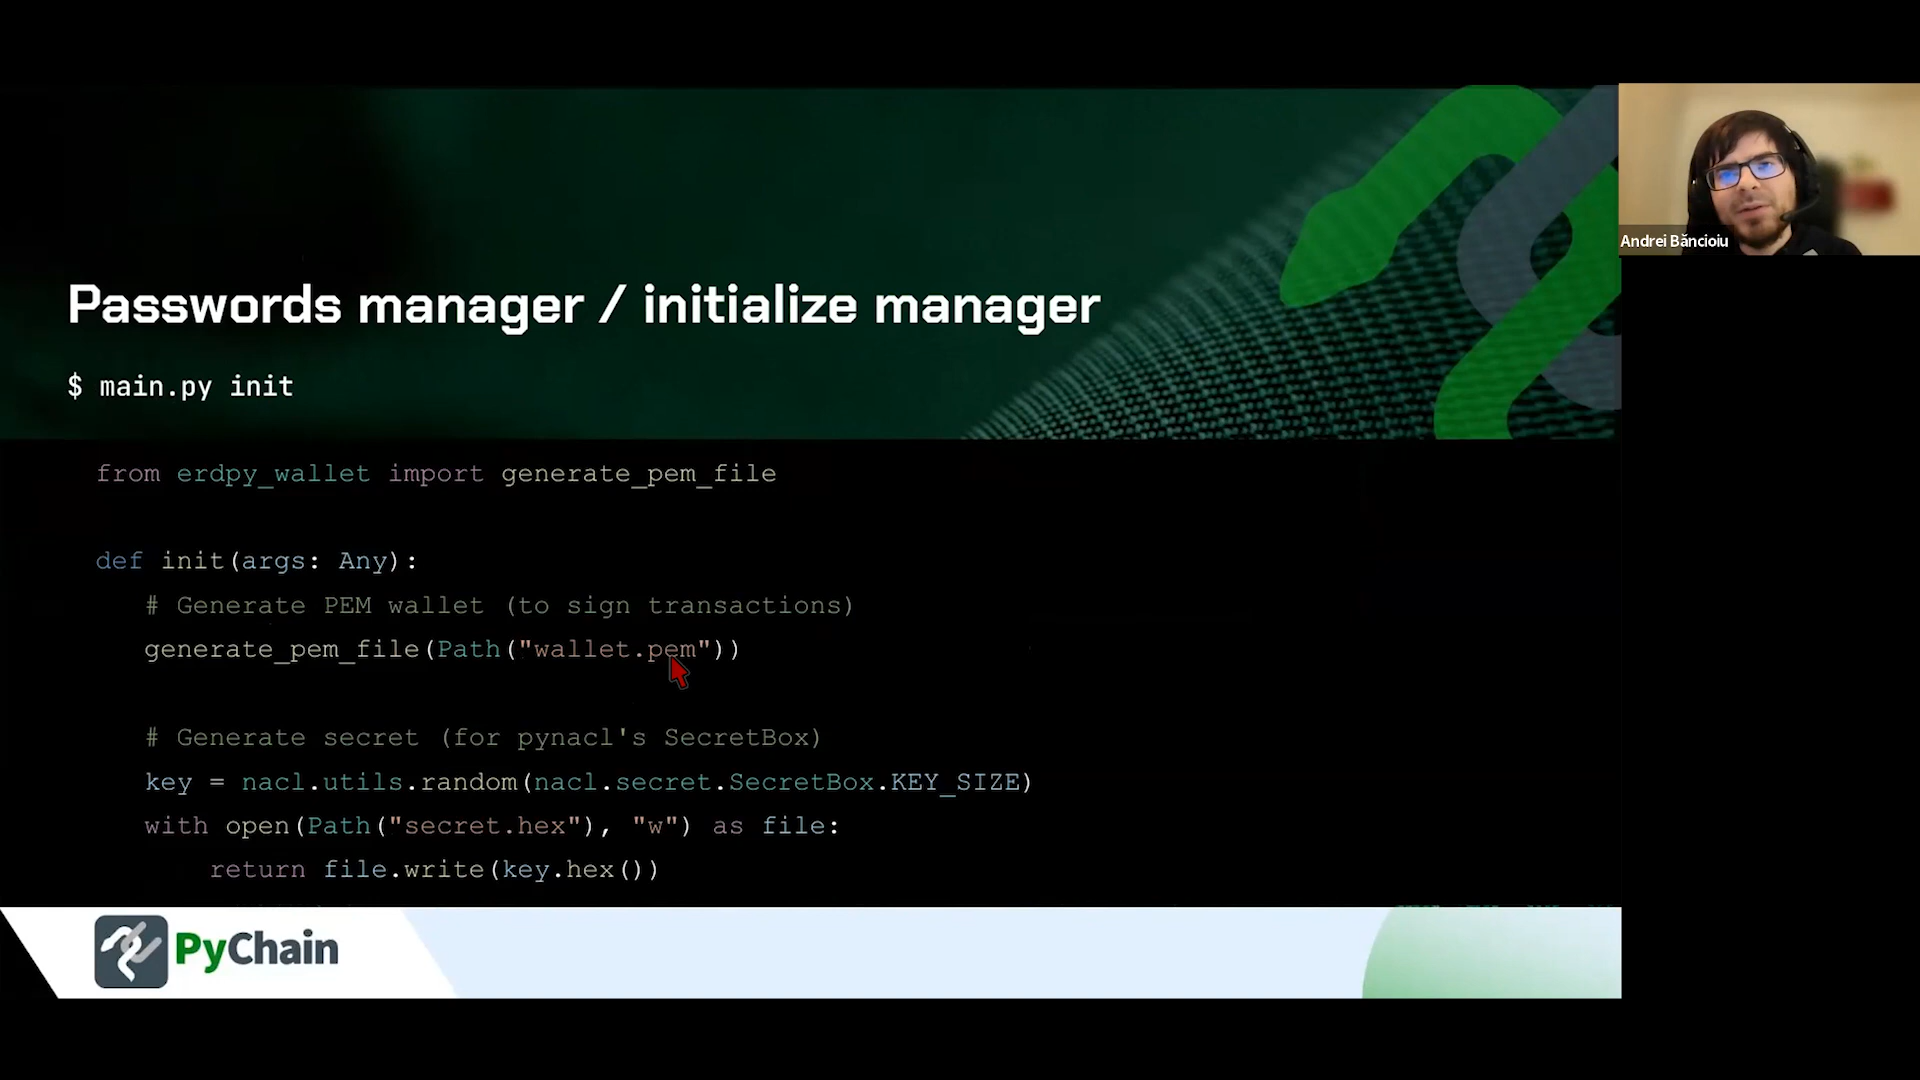 Passwords manager / initialize manager
$ main.py init
from erdpy_wallet import generate_pem_file
def init(args: Any):
# Generate PEM wallet (to sign transactions)
generate_pem_file(Path("wallet.pem"))
# Generate secret (for pynacl's SecretBox)
key = nacl.utils.random(nacl.secret.SecretBox.KEY_SIZE)
with open(Path("secret.hex"), "w") as file:
return file.write(key.hex())
PyChain
Andrei Băncioiu